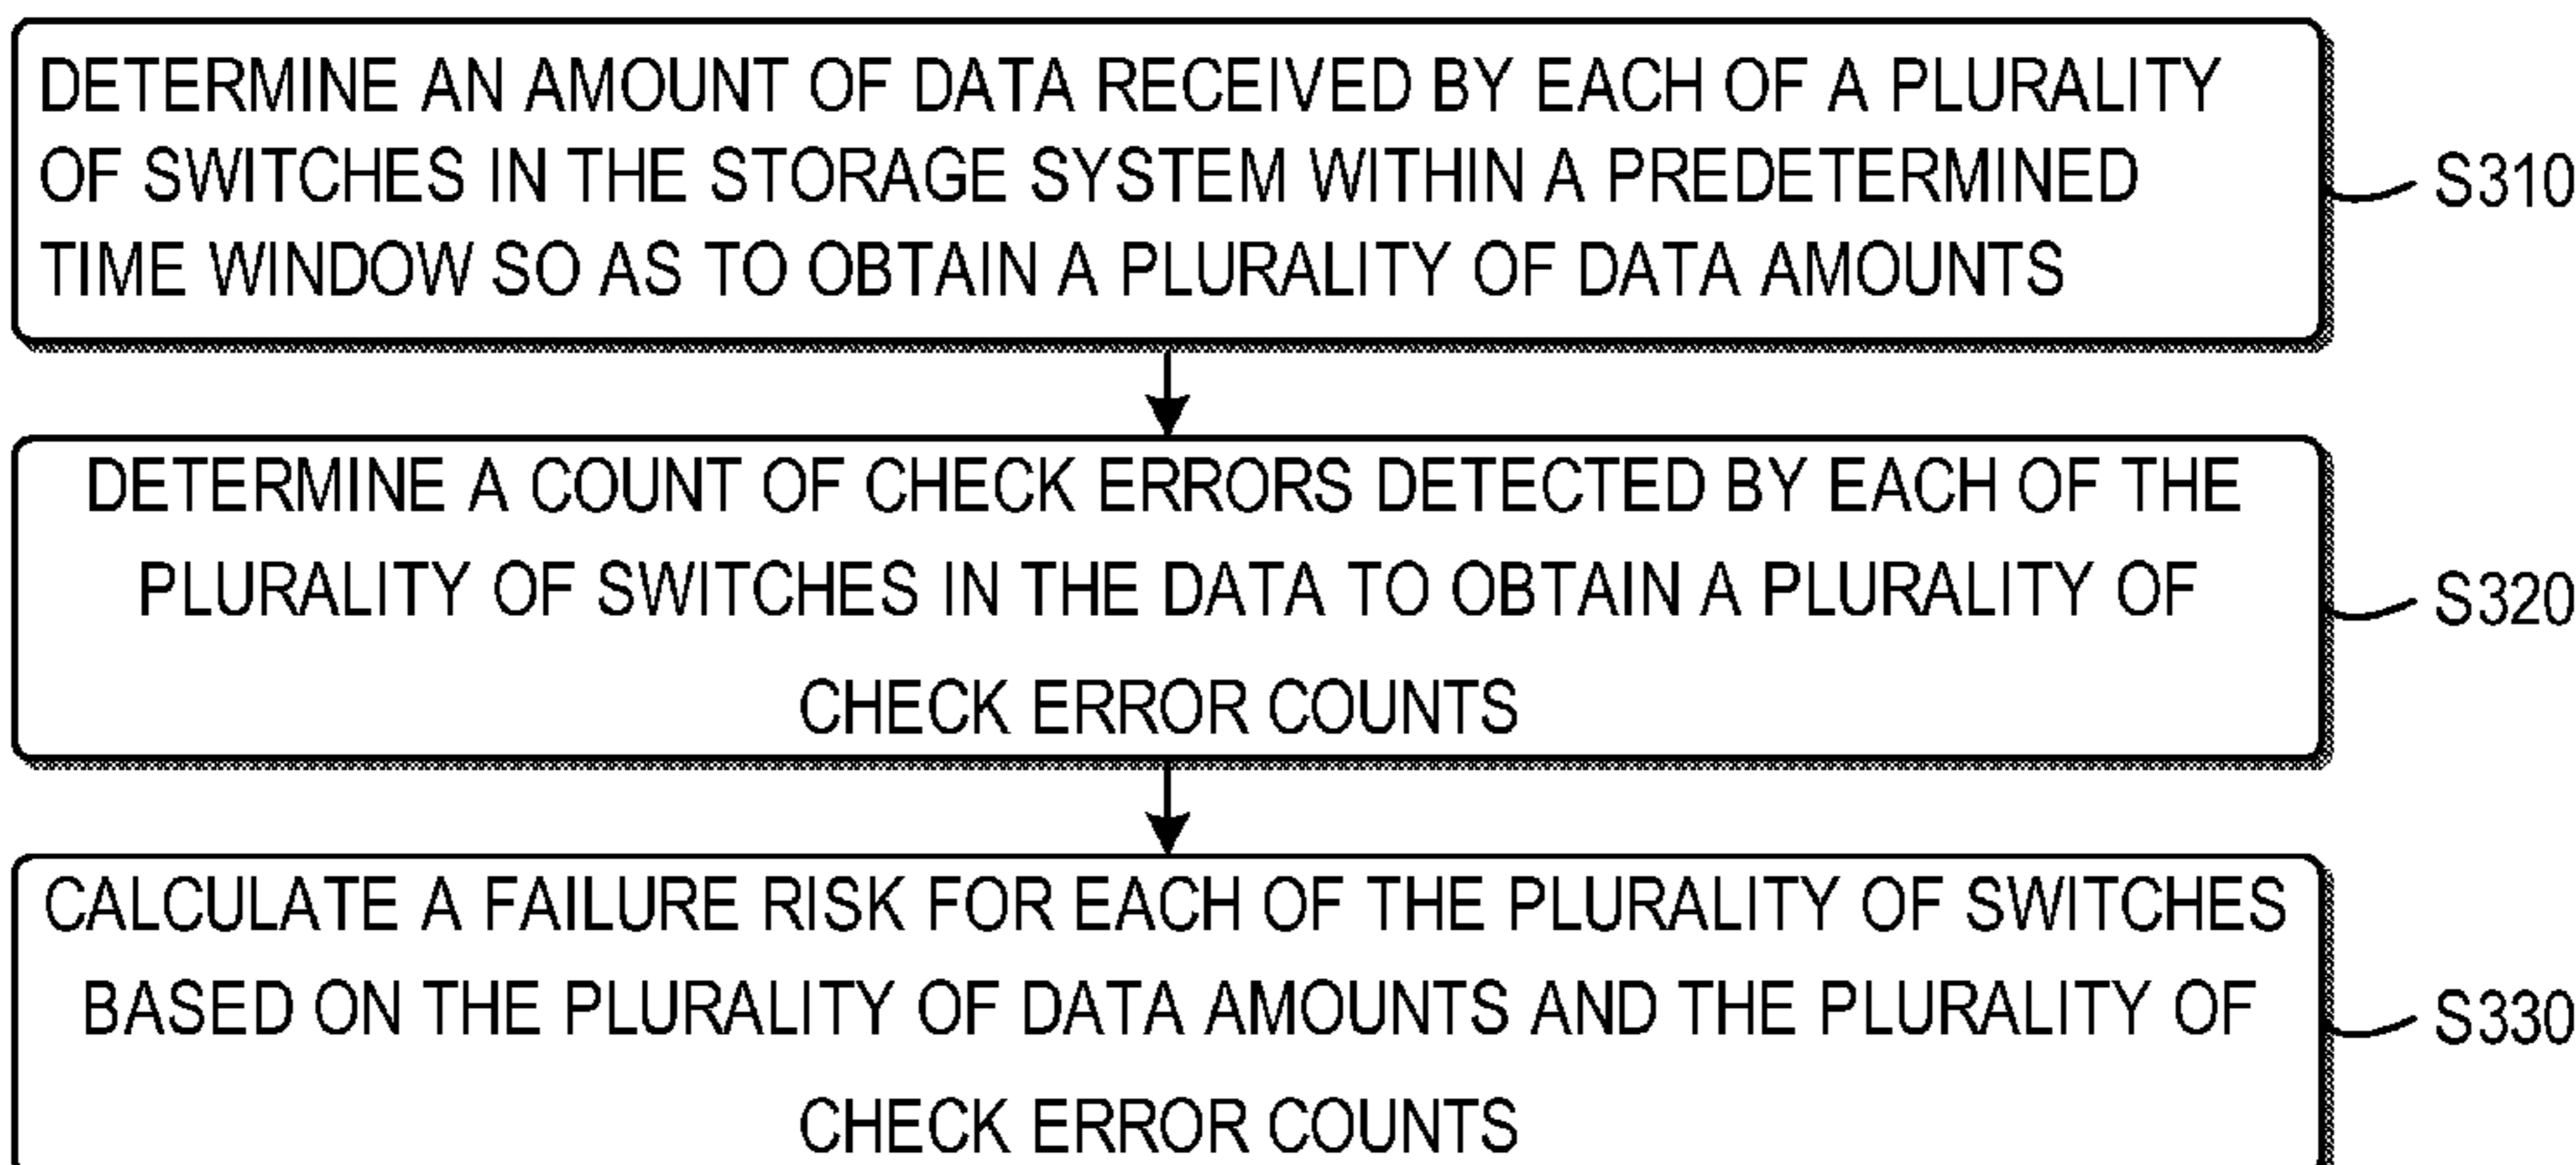 DETERMINE AN AMOUNT OF DATA RECEIVED BY EACH OF A PLURALITY
OF SWITCHES IN THE STORAGE SYSTEM WITHIN A PREDETERMINED
TIME WINDOW SO AS TO OBTAIN A PLURALITY OF DATA AMOUNTS
S310
DETERMINE A COUNT OF CHECK ERRORS DETECTED BY EACH OF THE
PLURALITY OF SWITCHES IN THE DATA TO OBTAIN A PLURALITY OF
CHECK ERROR COUNTS
S320
CALCULATE A FAILURE RISK FOR EACH OF THE PLURALITY OF SWITCHES
BASED ON THE PLURALITY OF DATA AMOUNTS AND THE PLURALITY OF
CHECK ERROR COUNTS
S330